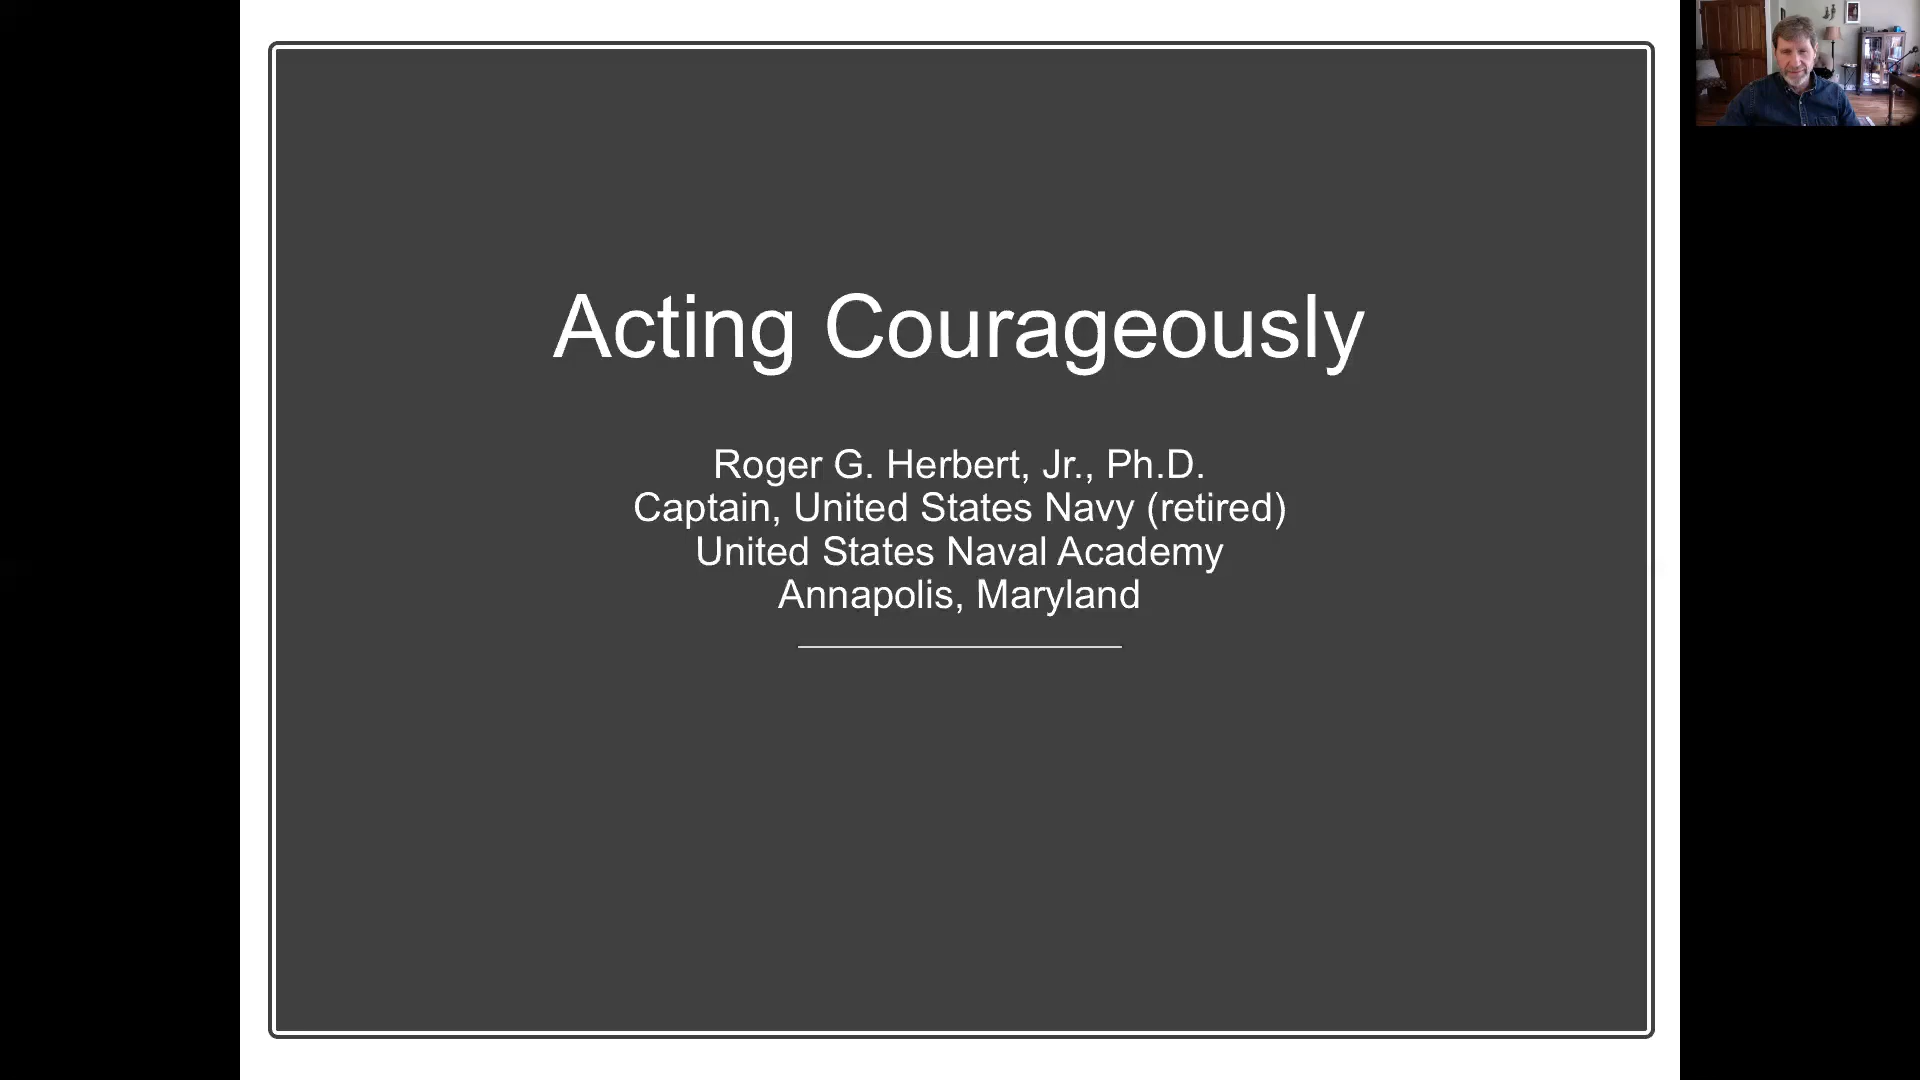 Acting Courageously
Roger G. Herbert, Jr., Ph.D.
Captain, United States Navy (retired)
United States Naval Academy
Annapolis, Maryland